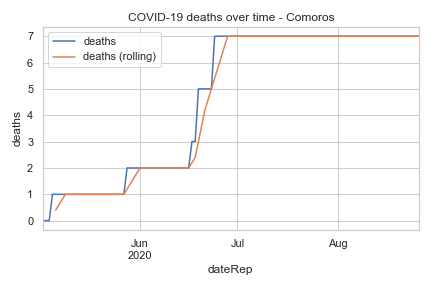 COVID-19 deaths over time - Comoros
deaths
deaths (rolling)
7
6
5
4
3
2
1
0
deaths
Jun
2020
Jul
Aug
dateRep